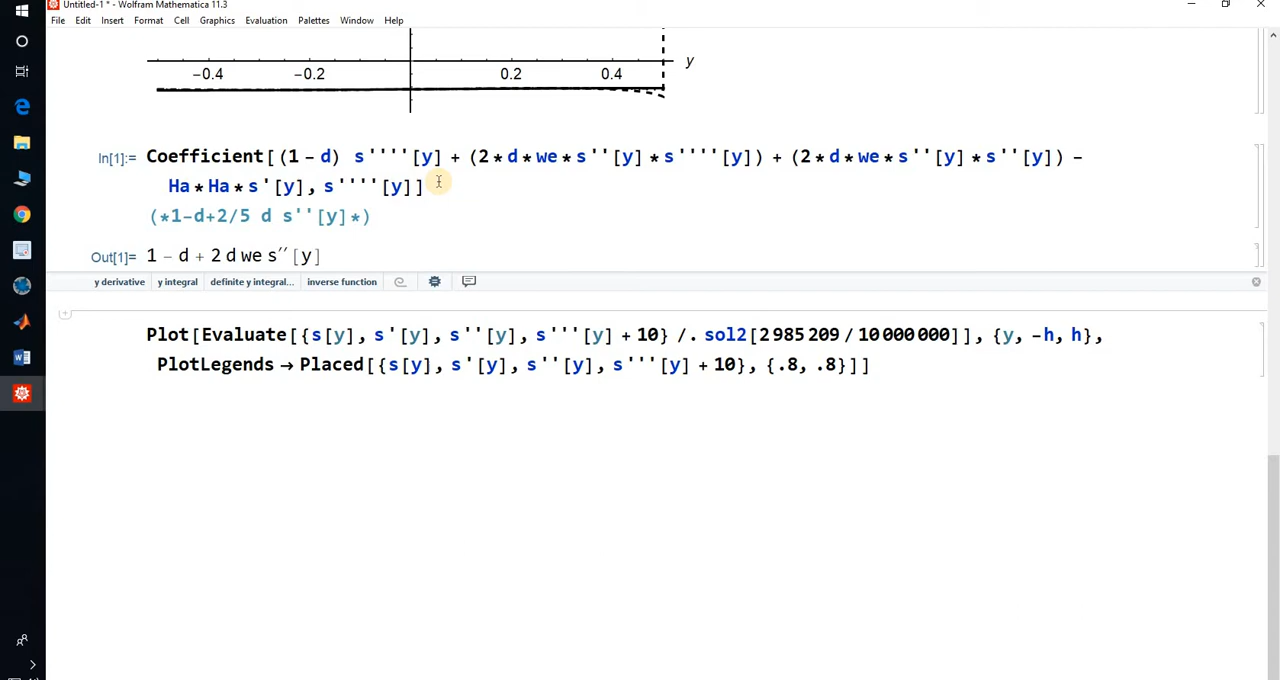 Untitled-1 * - Wolfram Mathematica 11.3
File Edit Insert Format Cell Graphics Evaluation Palettes Window Help
y
-0.4 -0.2 0.2 0.4
In[1]:= Coefficient[(1 - d) s''''[y] + (2*d*we*s''[y]*s''''[y]) + (2*d*we*s'''[y]*s'''[y]) -
Ha*Ha*s''[y], s''''[y]]
(*1-d+2/5 d s''[y]*)
Out[1]= 1 - d + 2 d we s′′[y]
y derivative y integral definite y integral... inverse function
Plot[Evaluate[{s[y], s'[y], s''[y], s'''[y] + 10} /. sol2[2985209/10000000]], {y, -h, h},
PlotLegends → Placed[{s[y], s'[y], s''[y], s'''[y] + 10}, {.8, .8}]]